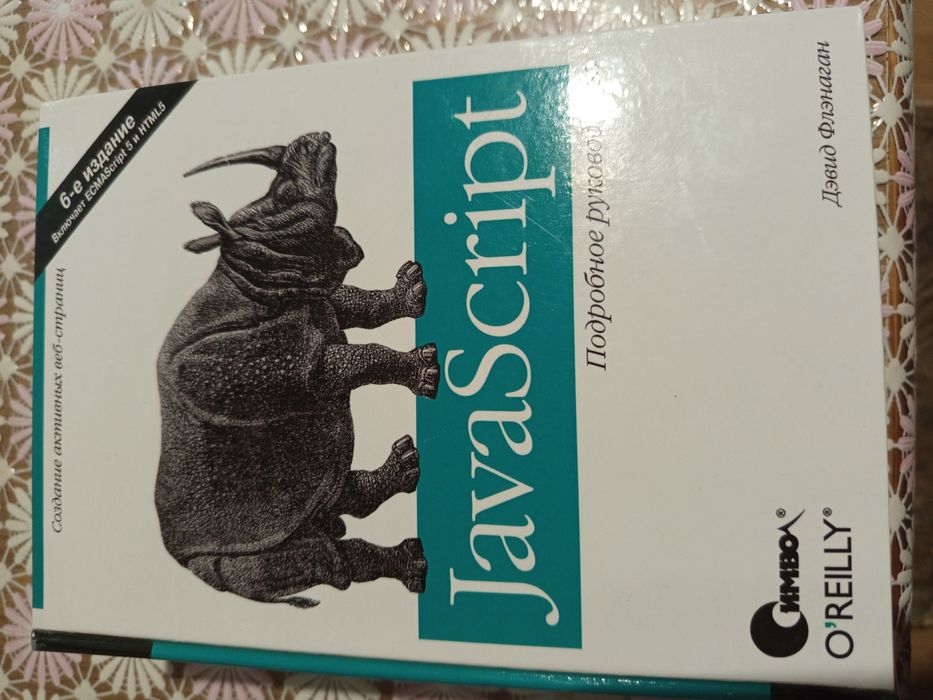 Создание активных веб-страниц
6-е издание
Включает ECMAScript 5 и HTML5
JavaScript
Подробное
Дэвид Флэнаган
Символ®
O'REILLY®